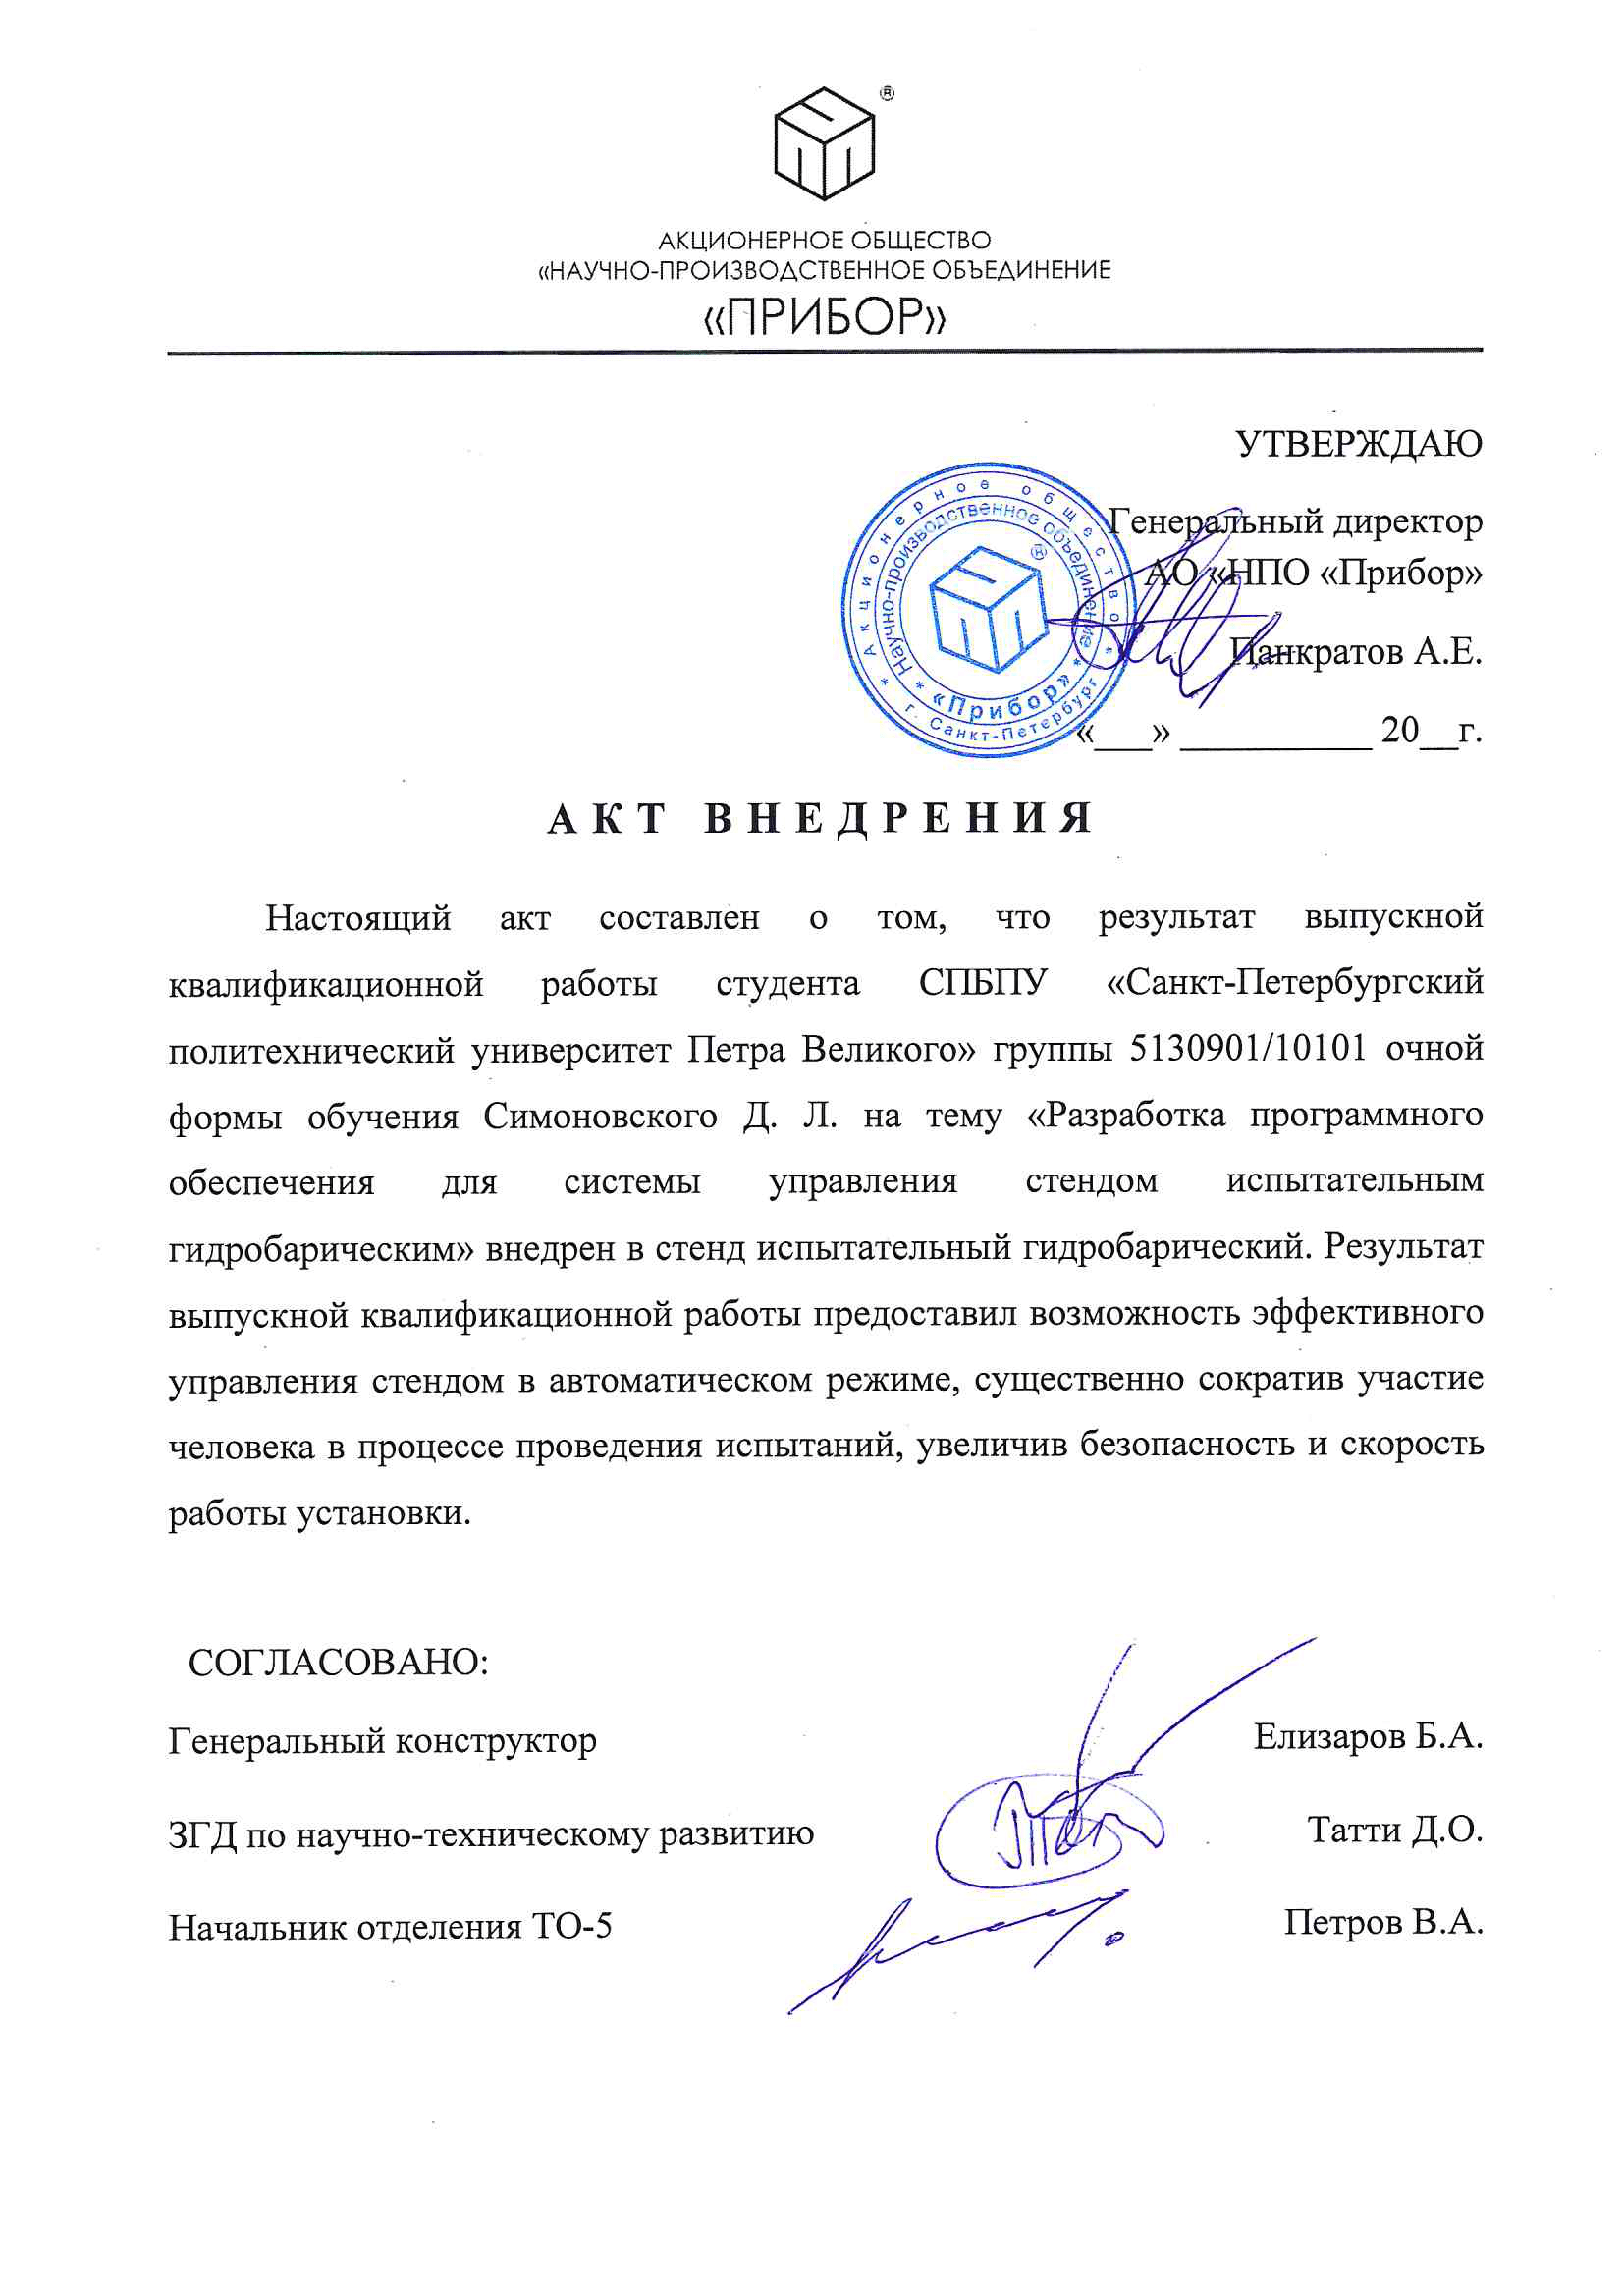 ®
АКЦИОНЕРНОЕ ОБЩЕСТВО
«НАУЧНО-ПРОИЗВОДСТВЕННОЕ ОБЪЕДИНЕНИЕ
«ПРИБОР»
УТВЕРЖДАЮ
Генеральный директор
АО «НПО «Прибор»
Панкратов А.Е.
«___» __________ 20__г.
* Акционерное общество *
г. Санкт-Петербург
* Научно-производственное объединение *
«Прибор»
®
АКТ ВНЕДРЕНИЯ
Настоящий акт составлен о том, что результат выпускной
квалификационной работы студента СПБПУ «Санкт-Петербургский
политехнический университет Петра Великого» группы 5130901/10101 очной
формы обучения Симоновского Д. Л. на тему «Разработка программного
обеспечения для системы управления стендом испытательным
гидробарическим» внедрен в стенд испытательный гидробарический. Результат
выпускной квалификационной работы предоставил возможность эффективного
управления стендом в автоматическом режиме, существенно сократив участие
человека в процессе проведения испытаний, увеличив безопасность и скорость
работы установки.
СОГЛАСОВАНО:
Генеральный конструктор Елизаров Б.А.
ЗГД по научно-техническому развитию Татти Д.О.
Начальник отделения ТО-5 Петров В.А.